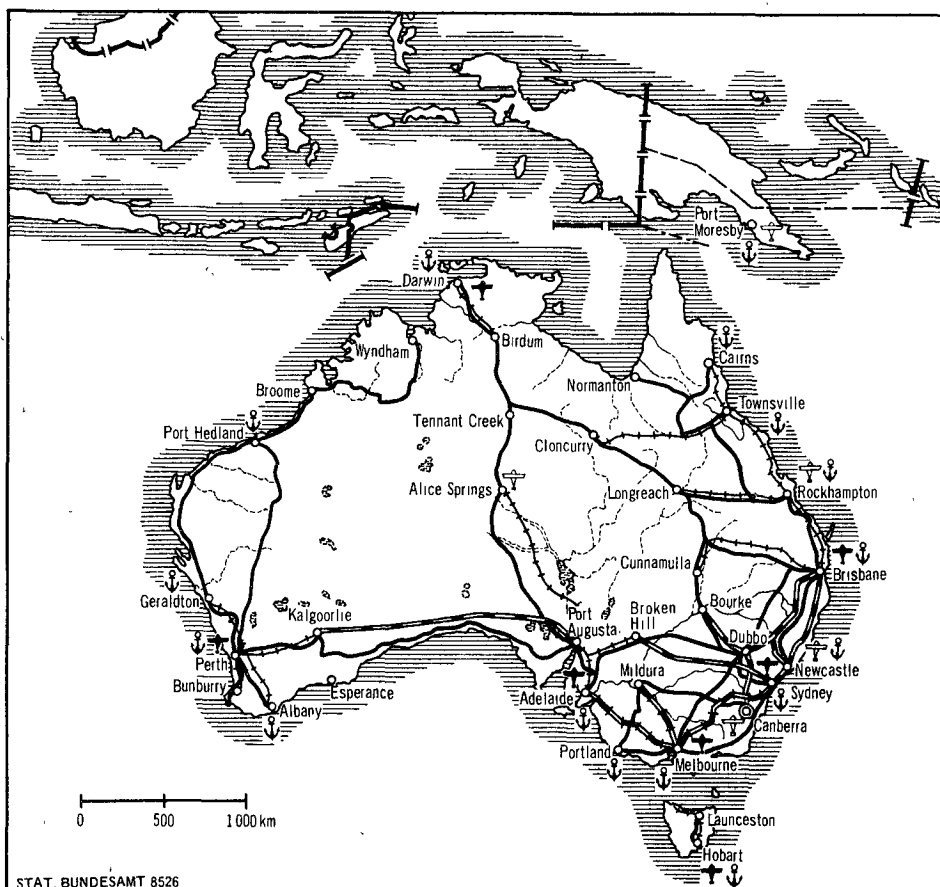 Port
Moresby
Darwin
Birdum
Wyndham
Cairns
Broome
Normanton
Townsville
Tennant Creek
Port Hedland
Cloncurry
Alice Springs
Longreach
Rockhampton
Cunnamulla
Brisbane
Geraldton
Bourke
Kalgoorlie
Port
Augusta
Broken
Hill
Dubbo
Perth
Mildura
Newcastle
Bunburry
Esperance
Adelaide
Sydney
Albany
Canberra
Portland
Melbourne
0 500 1 000 km
Launceston
Hobart
STAT. BUNDESAMT 8526